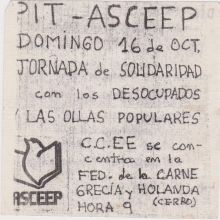 PIT-ASCEEP
DOMINGO 16 de OCT.
JORNADA de SOLIDARIDAD
con los DESOCUPADOS
y LAS OLLAS POPULARES
C.C.EE se con-
centra en la
FED. de la CARNE
GRECIA y HOLANDA
(CERRO)
HORA 9
ASCEEP